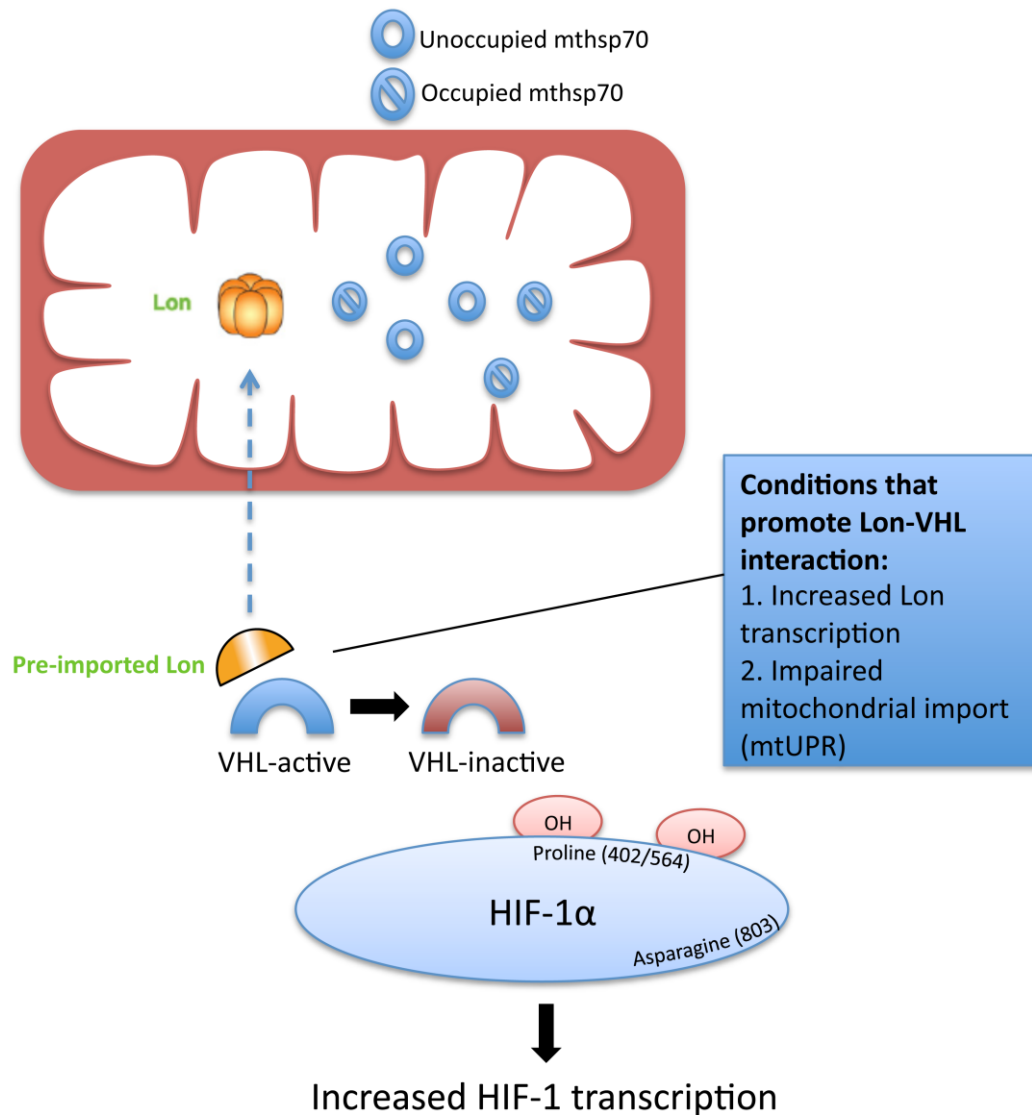 Unoccupied mthsp70
Occupied mthsp70
Lon
Conditions that
promote Lon-VHL
interaction:
1. Increased Lon
transcription
2. Impaired
mitochondrial import
(mtUPR)
Pre-imported Lon
VHL-active
VHL-inactive
OH
OH
Proline (402/564)
HIF-1α
Asparagine (803)
Increased HIF-1 transcription